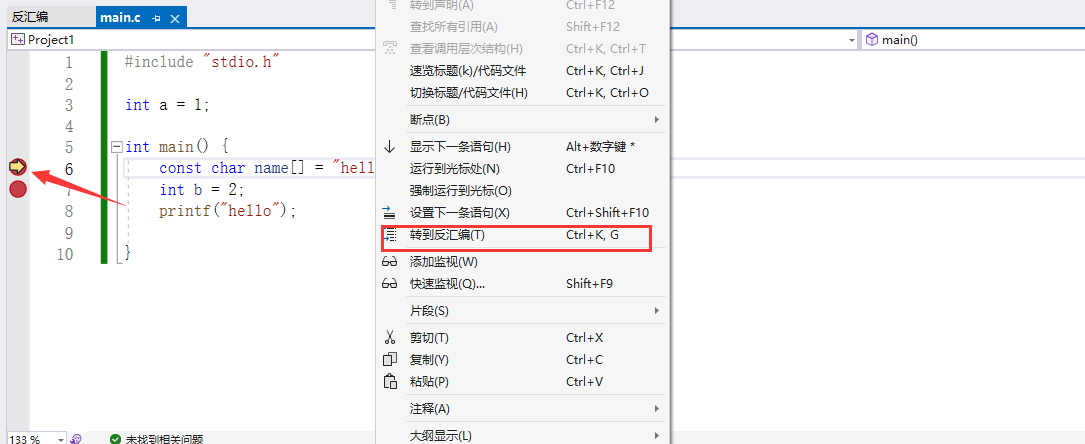 反汇编
main.c
Project1
main()
1 #include "stdio.h"
2
3 int a = 1;
4
5 int main() {
6 const char name[] = "hell
7 int b = 2;
8 printf("hello");
9
10 }
转到声明(A) Ctrl+F12
查找所有引用(A) Shift+F12
查看调用层次结构(H) Ctrl+K, Ctrl+T
速览标题(k)/代码文件 Ctrl+K, Ctrl+J
切换标题/代码文件(H) Ctrl+K, Ctrl+O
断点(B)
显示下一条语句(H) Alt+数字键 *
运行到光标处(N) Ctrl+F10
强制运行到光标(O)
设置下一条语句(X) Ctrl+Shift+F10
转到反汇编(T) Ctrl+K, G
添加监视(W)
快速监视(Q)... Shift+F9
片段(S)
剪切(T) Ctrl+X
复制(Y) Ctrl+C
粘贴(P) Ctrl+V
注释(A)
大纲显示(L)
133 % 未找到相关问题